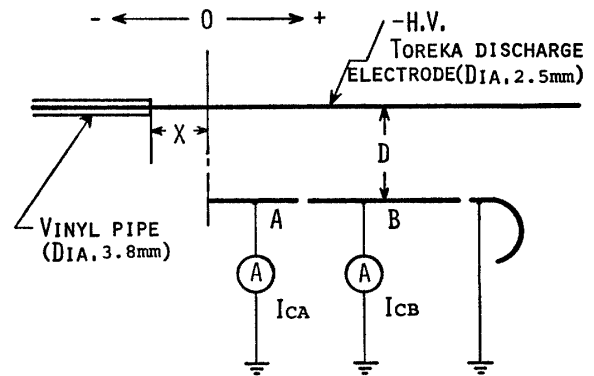 - 0 +
-H.V.
TOREKA DISCHARGE
ELECTRODE(DIA, 2.5mm)
X
D
A
B
VINYL PIPE
(DIA, 3.8mm)
A
A
ICA
ICB